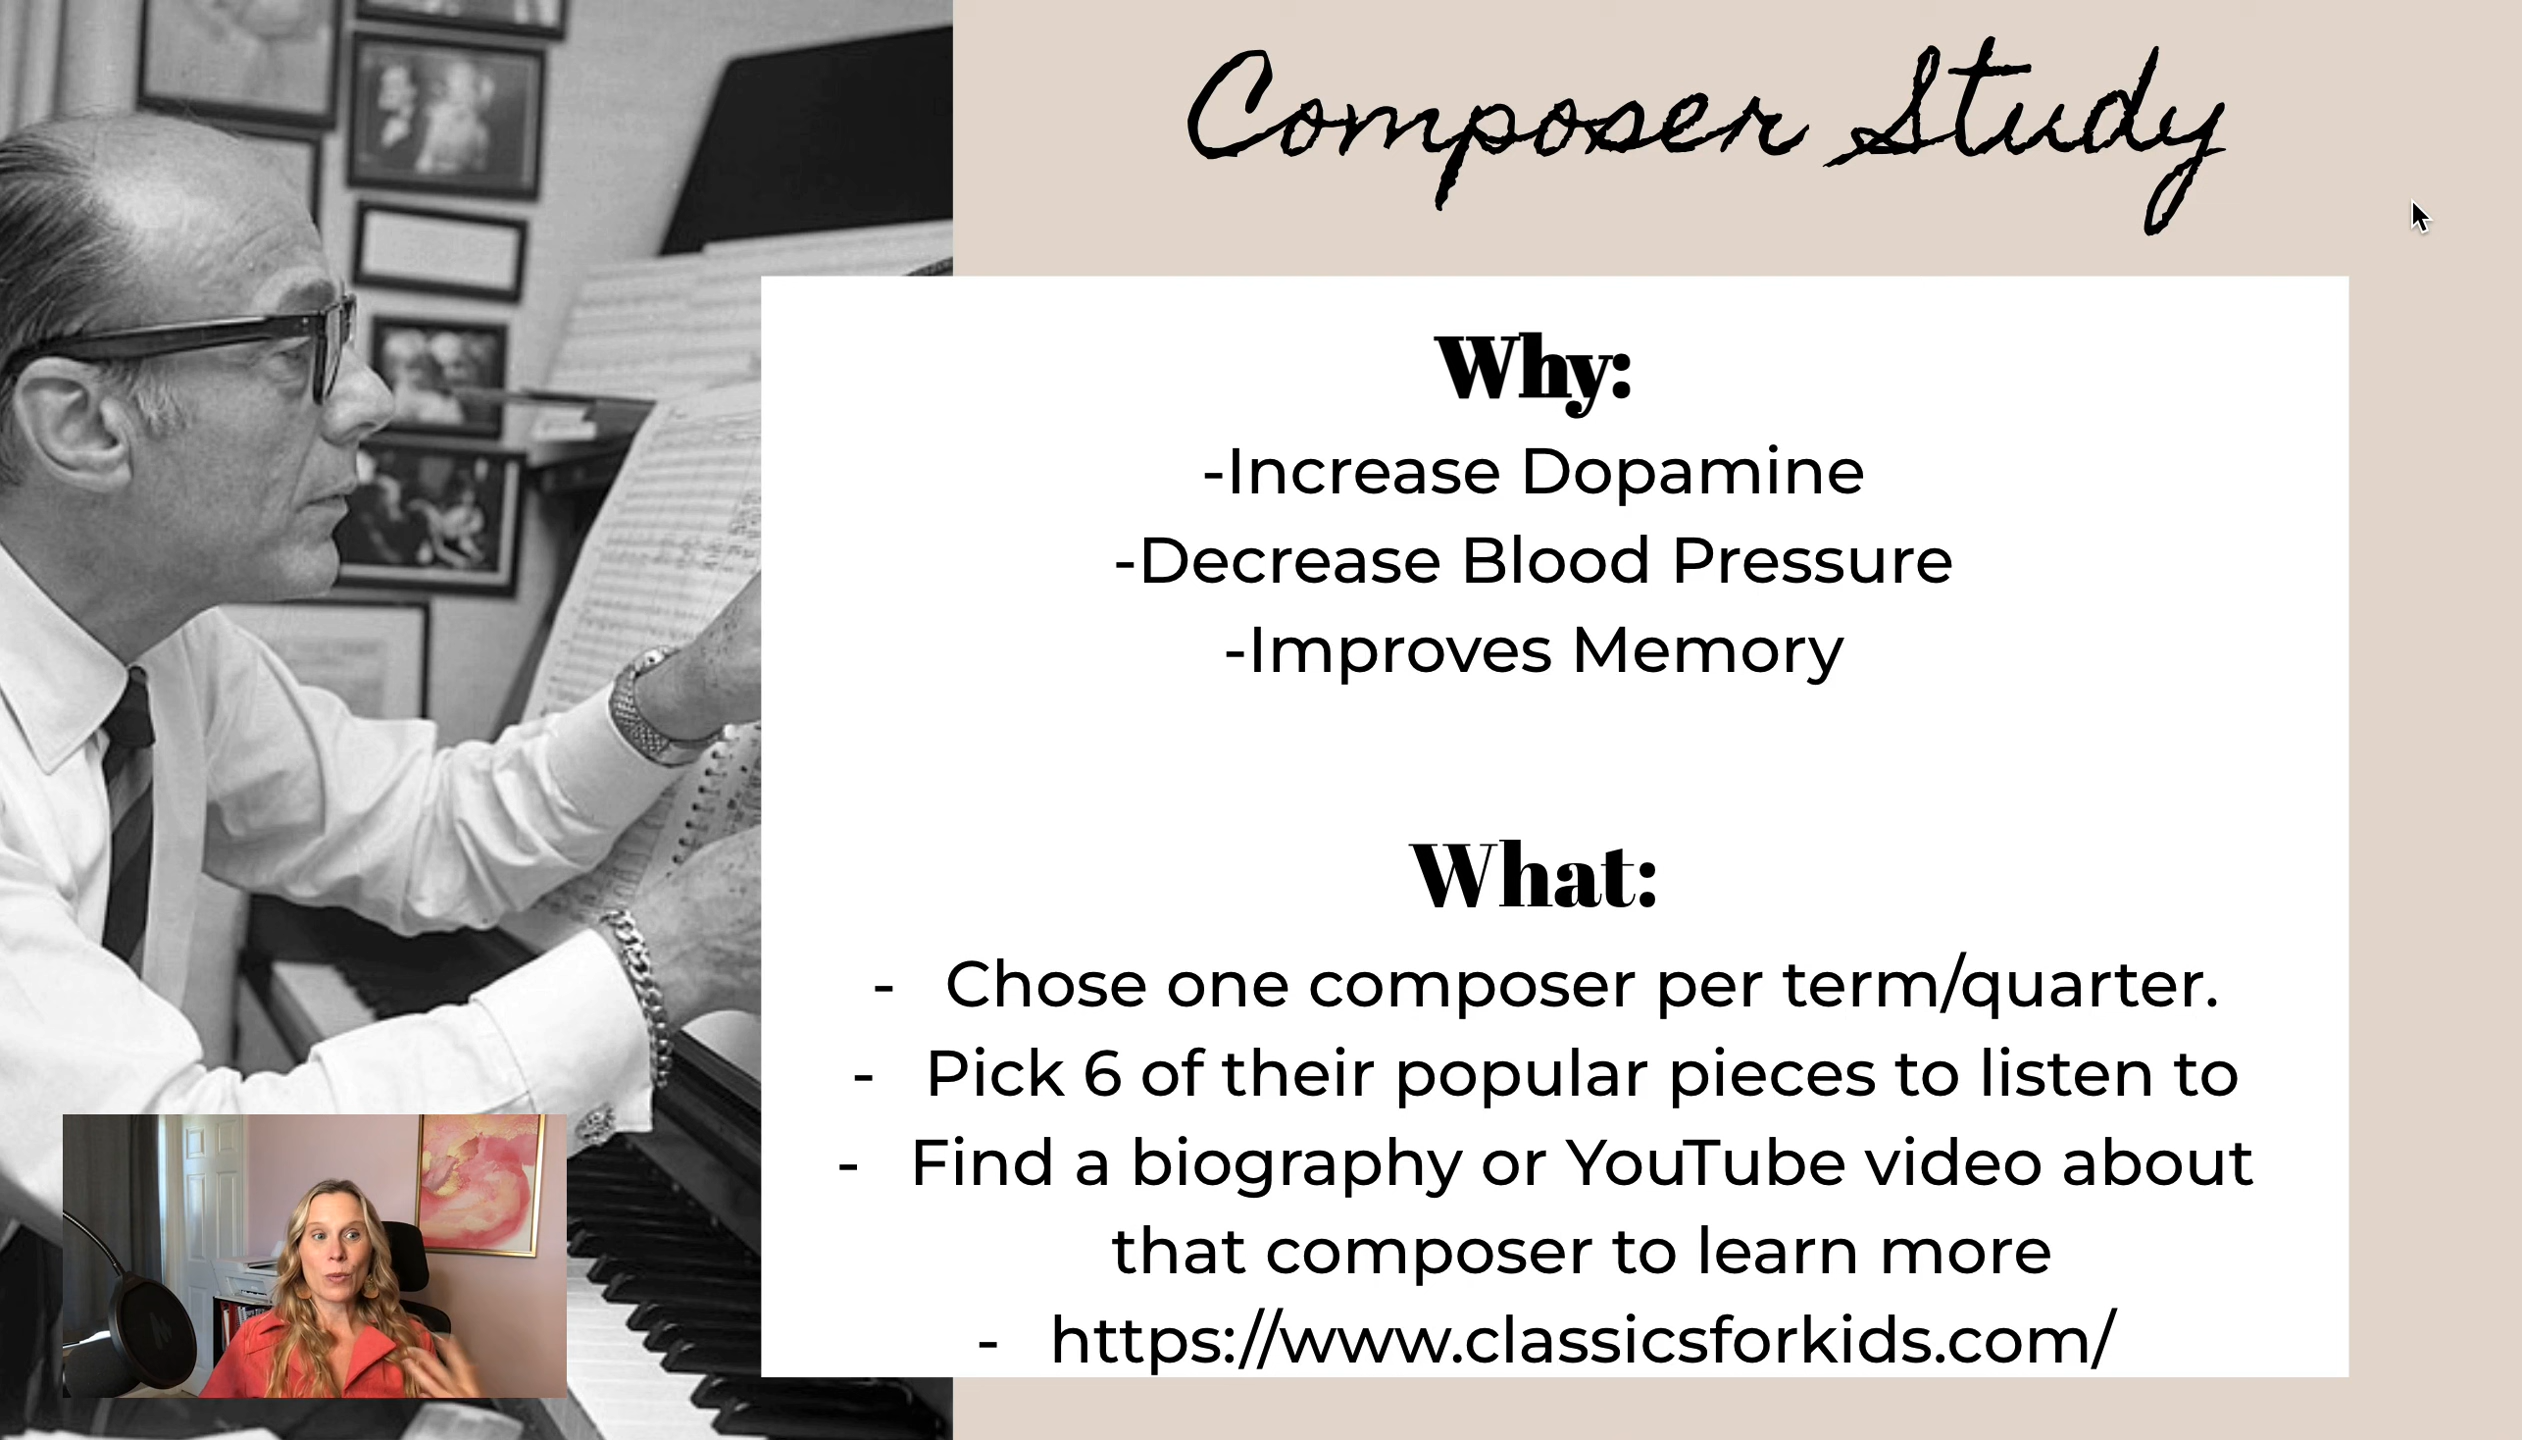 Composer Study
Why:
-Increase Dopamine
-Decrease Blood Pressure
-Improves Memory
What:
- Chose one composer per term/quarter.
- Pick 6 of their popular pieces to listen to
- Find a biography or YouTube video about
that composer to learn more
- https://www.classicsforkids.com/